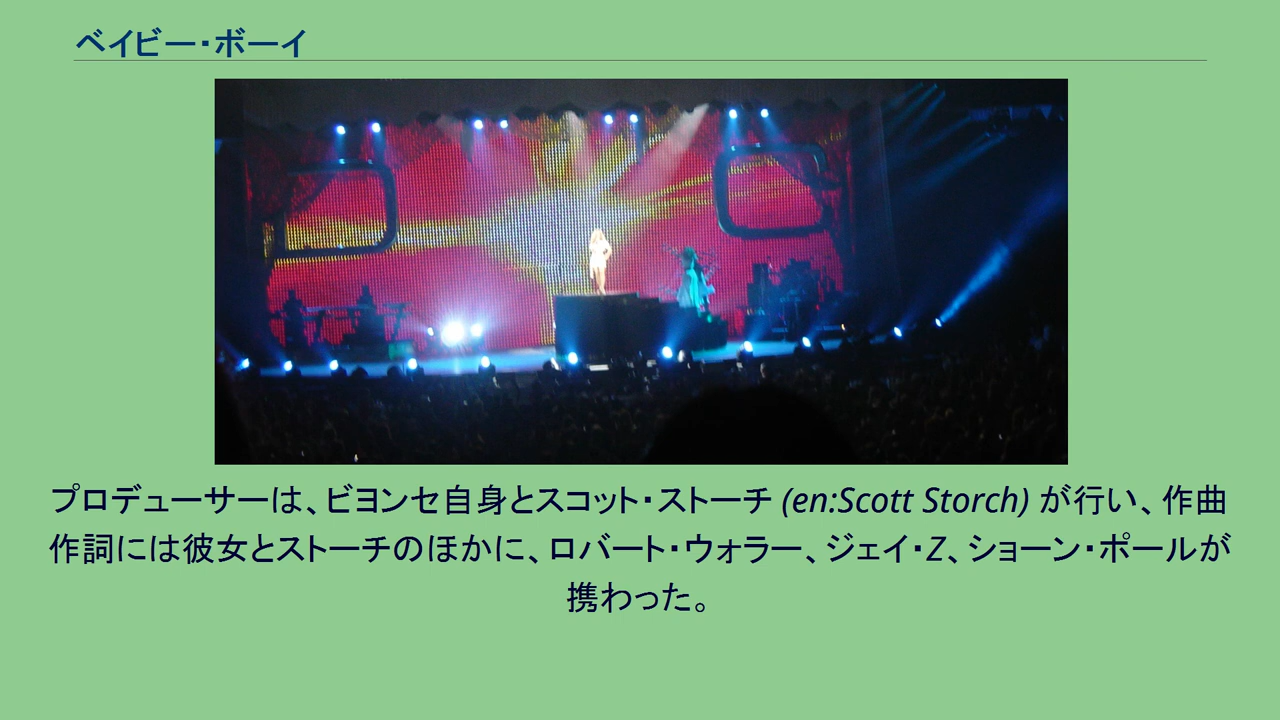 ベイビー・ボーイ
プロデューサーは、ビヨンセ自身とスコット・ストーチ (en:Scott Storch) が行い、作曲
作詞には彼女とストーチのほかに、ロバート・ウォラー、ジェイ・Z、ショーン・ポールが
携わった。